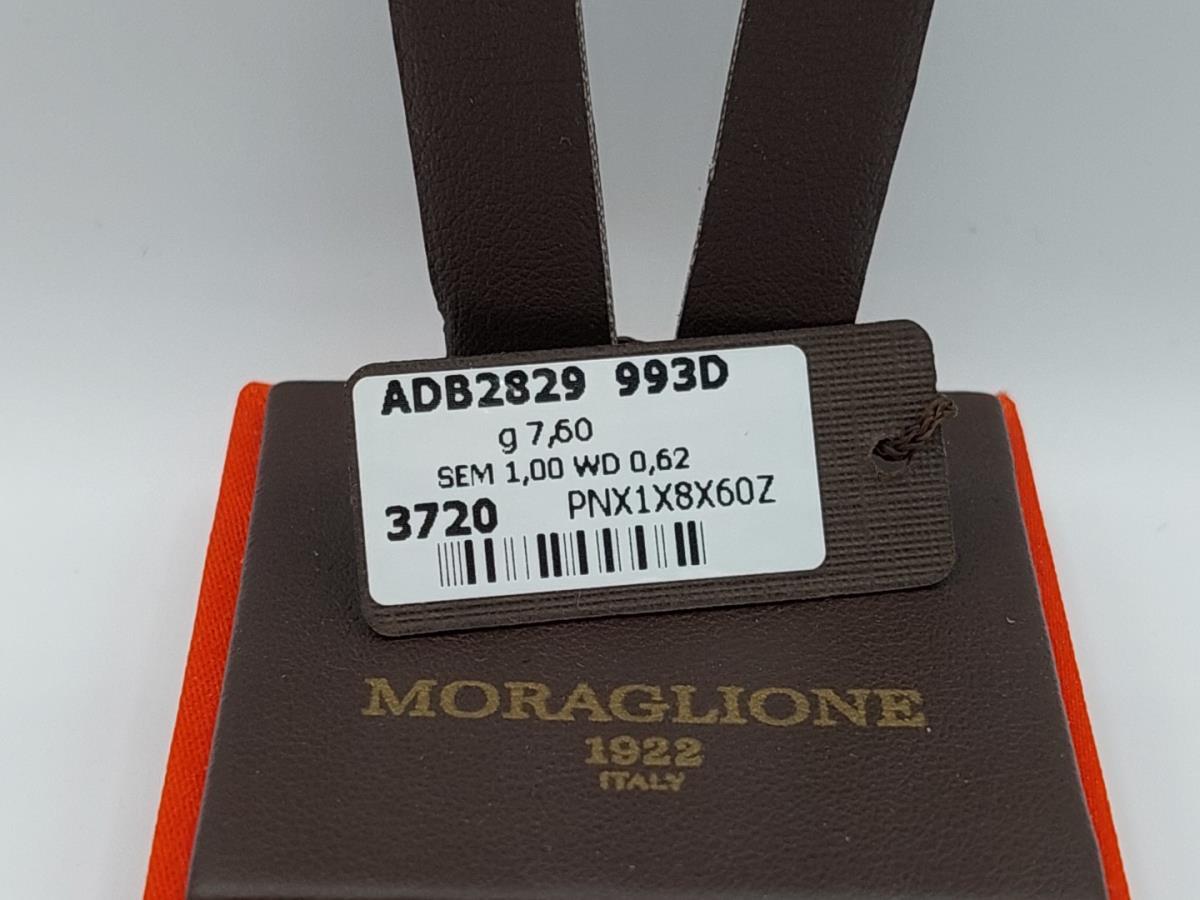 ADB2829 993D
g 7,60
SEM 1,00 WD 0,62
3720 PNX1X8X60Z
MORAGLIONE
1922
ITALY